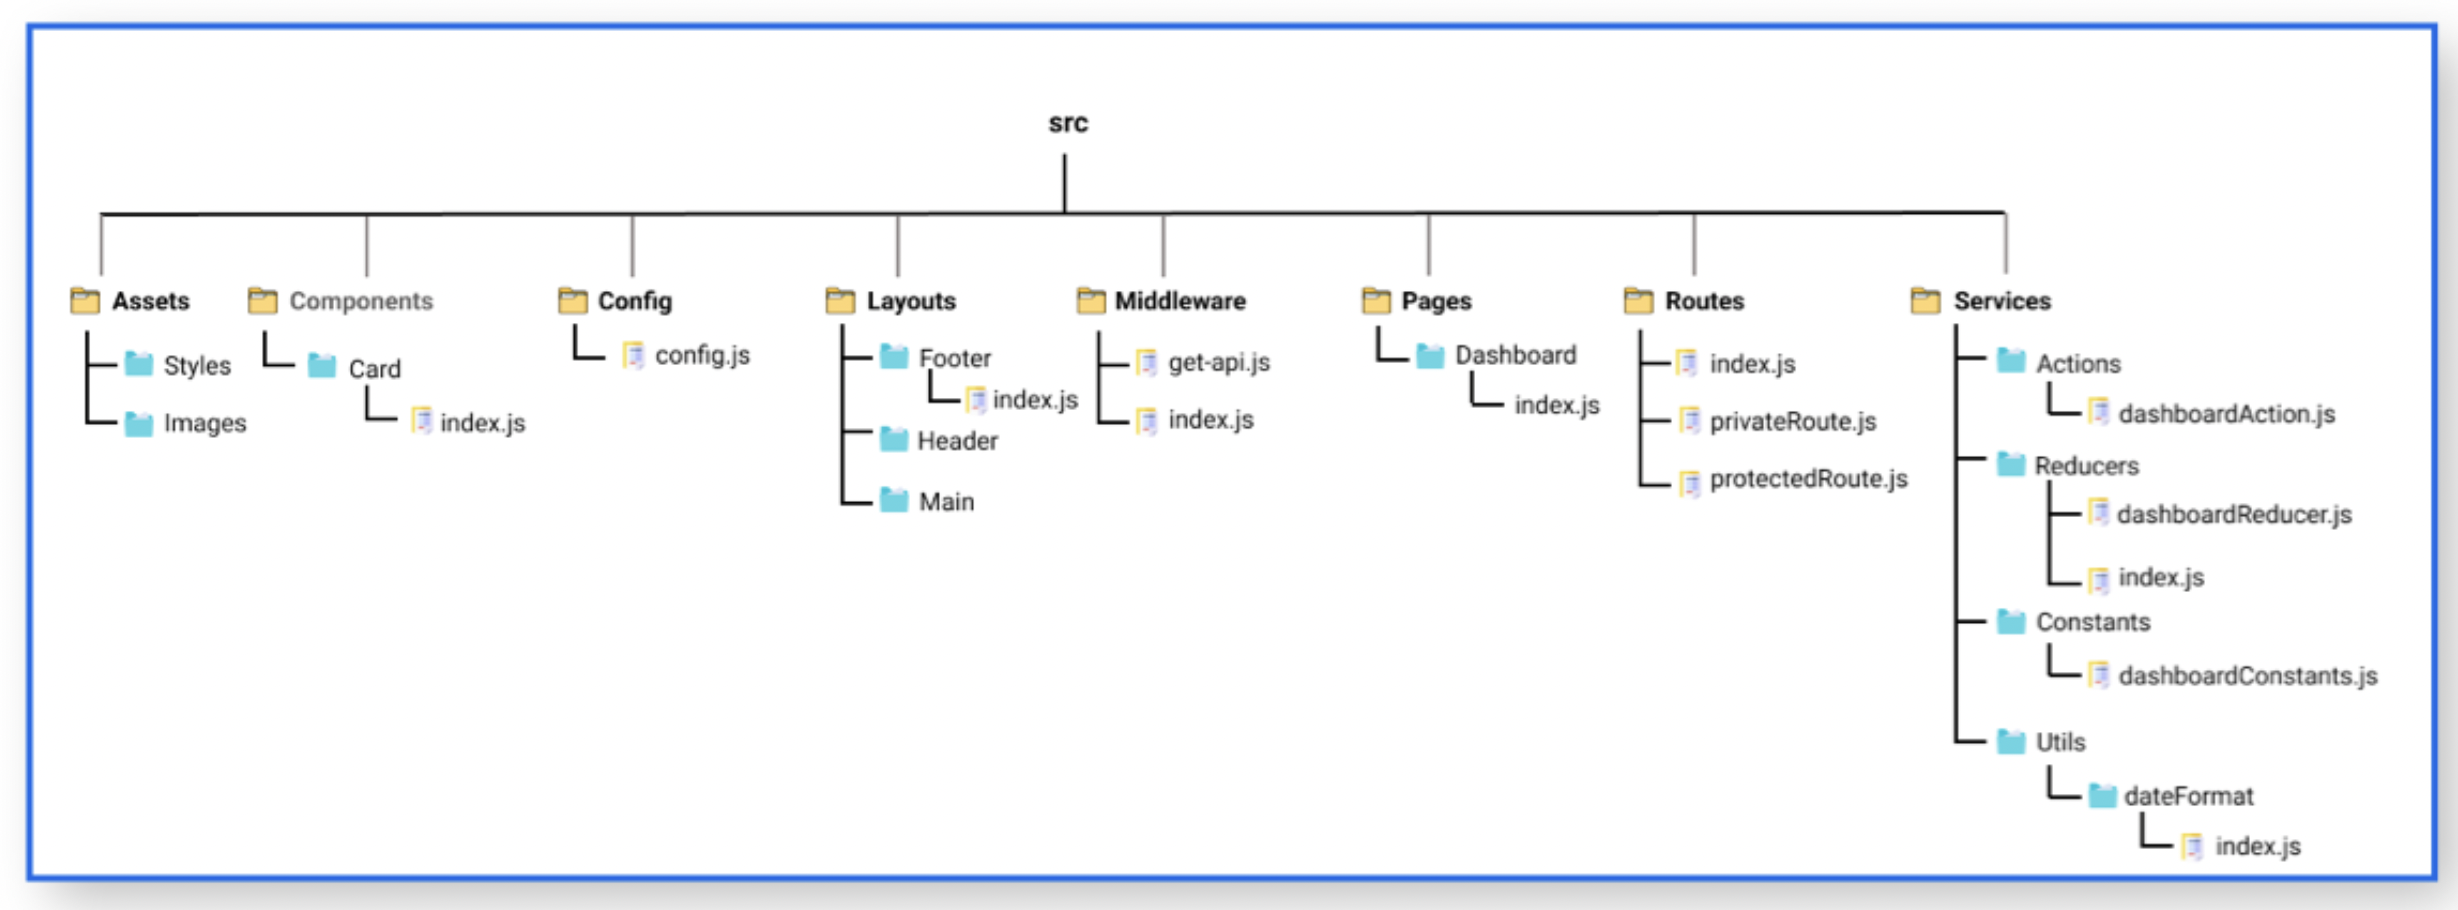 src
Assets
Styles
Images
Components
Card
index.js
Config
config.js
Layouts
Footer
index.js
Header
Main
Middleware
get-api.js
index.js
Pages
Dashboard
index.js
Routes
index.js
privateRoute.js
protectedRoute.js
Services
Actions
dashboardAction.js
Reducers
dashboardReducer.js
index.js
Constants
dashboardConstants.js
Utils
dateFormat
index.js